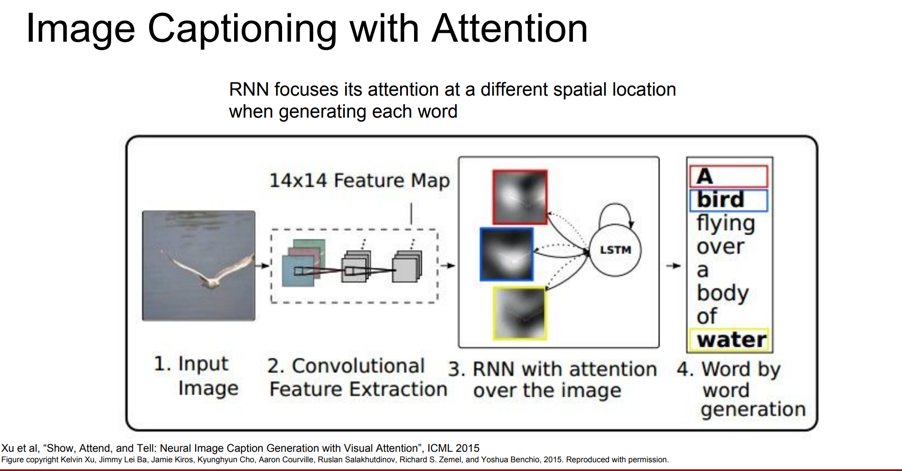 Image Captioning with Attention
RNN focuses its attention at a different spatial location
when generating each word
14x14 Feature Map
LSTM
A
bird
flying
over
a
body
of
water
1. Input
Image
2. Convolutional
Feature Extraction
3. RNN with attention
over the image
4. Word by
word
generation
Xu et al, “Show, Attend, and Tell: Neural Image Caption Generation with Visual Attention”, ICML 2015
Figure copyright Kelvin Xu, Jimmy Lei Ba, Jamie Kiros, Kyunghyun Cho, Aaron Courville, Ruslan Salakhutdinov, Richard S. Zemel, and Yoshua Benchio, 2015. Reproduced with permission.